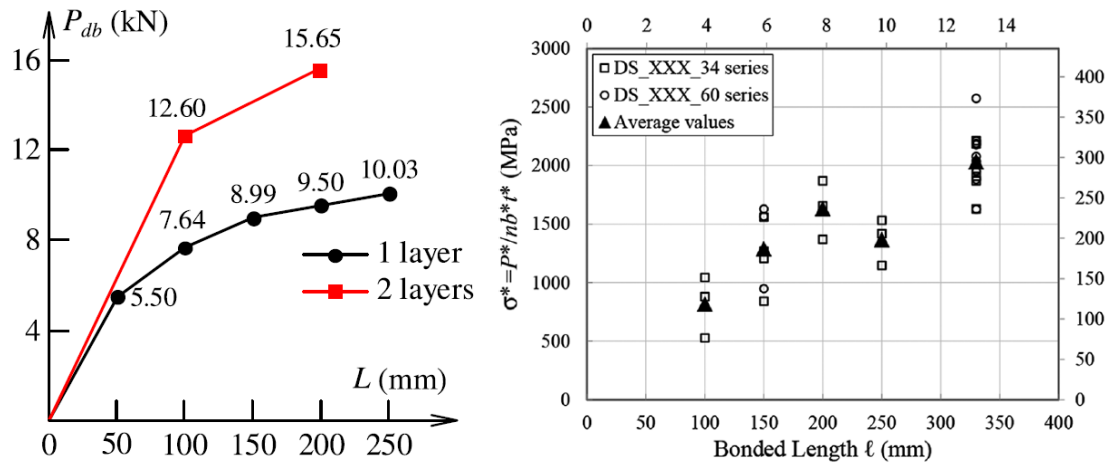 P_db (kN)
16
12
8
4
15.65
12.60
10.03
9.50
8.99
7.64
5.50
1 layer
2 layers
L (mm)
0 50 100 150 200 250
0 2 4 6 8 10 12 14
3000
2500
2000
1500
1000
500
0
σ*=P*/nb*t* (MPa)
DS_XXX_34 series
DS_XXX_60 series
Average values
400
350
300
250
200
150
100
50
0
0 50 100 150 200 250 300 350 400
Bonded Length ℓ (mm)